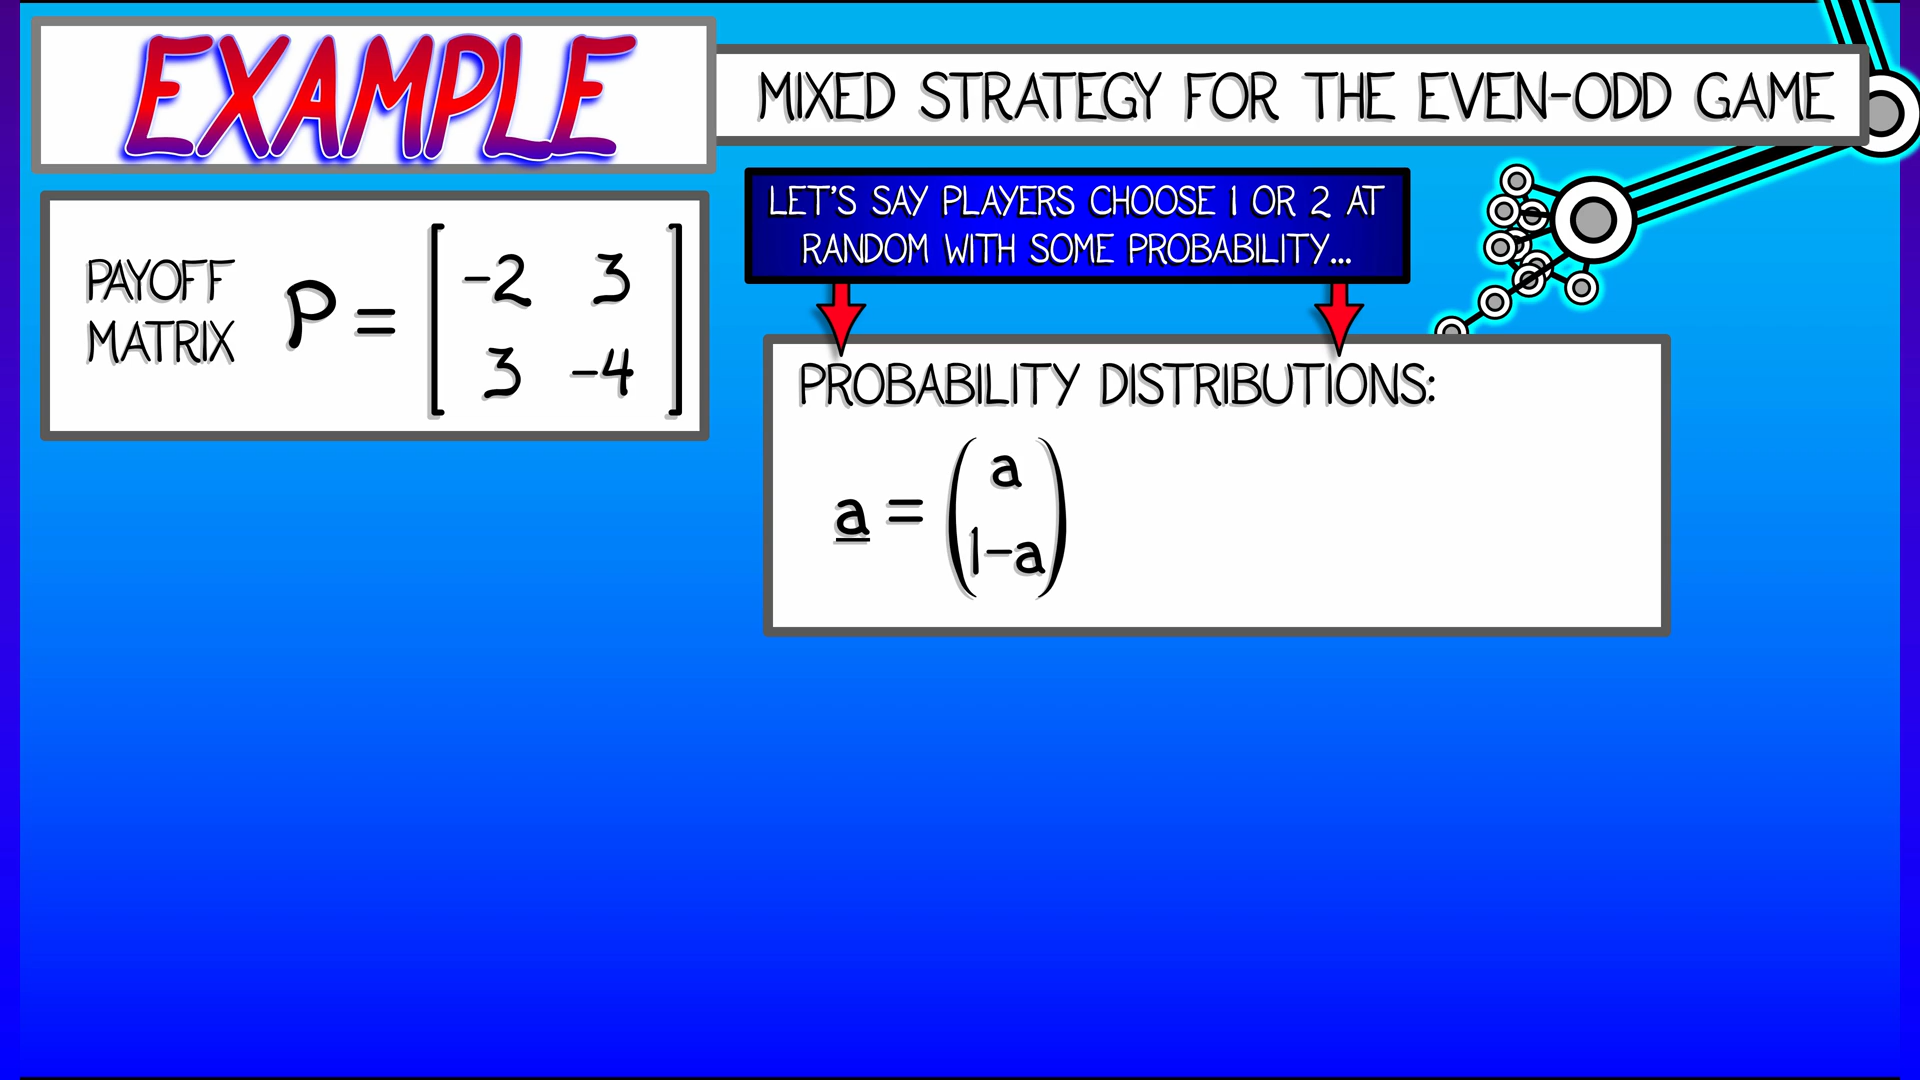 EXAMPLE
MIXED STRATEGY FOR THE EVEN-ODD GAME
PAYOFF
MATRIX
P =
-2 3
3 -4
LET'S SAY PLAYERS CHOOSE 1 OR 2 AT
RANDOM WITH SOME PROBABILITY...
PROBABILITY DISTRIBUTIONS:
a =
a
1-a